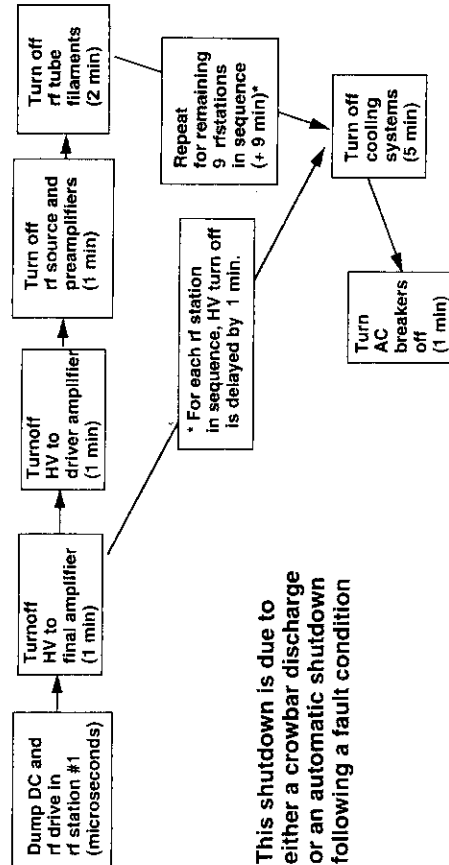 Dump DC and
rf drive in
rf station #1
(microseconds)
Turnoff
HV to
final amplifier
(1 min)
Turnoff
HV to
driver amplifier
(1 min)
Turn off
rf source and
preamplifiers
(1 min)
Turn off
rf tube
filaments
(2 min)
Repeat
for remaining
9 rfstations
in sequence
(+ 9 min)*
* For each rf station
in sequence, HV turn off
is delayed by 1 min.
Turn off
cooling
systems
(5 min)
Turn
AC
breakers
off
(1 min)
This shutdown is due to
either a crowbar discharge
or an automatic shutdown
following a fault condition